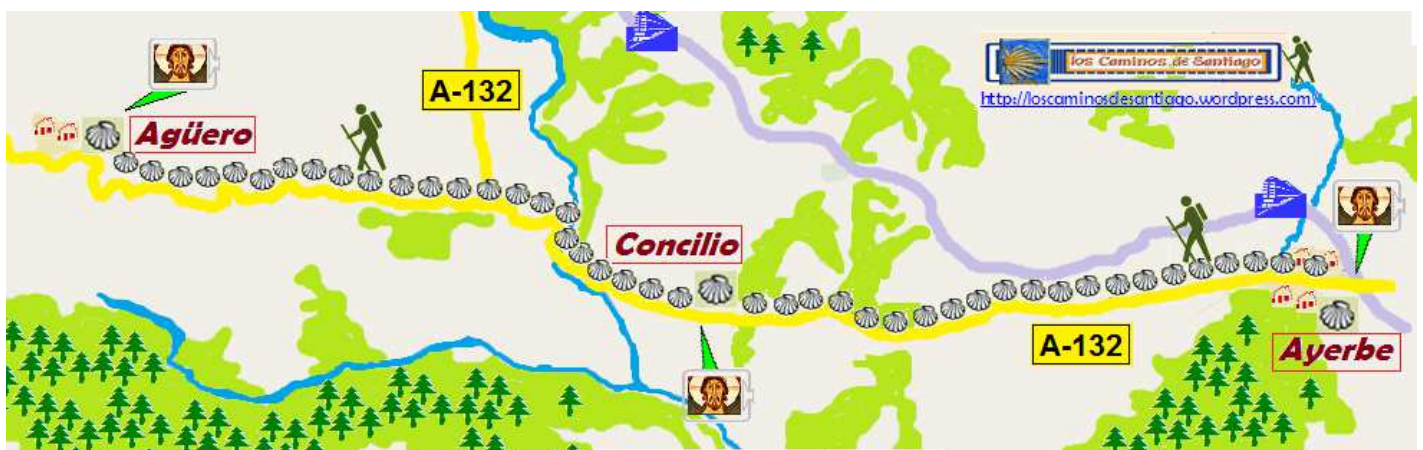 los Caminos de Santiago
http://loscaminosdesantiago.wordpress.com/
A-132
Agüero
Concilio
A-132
Ayerbe